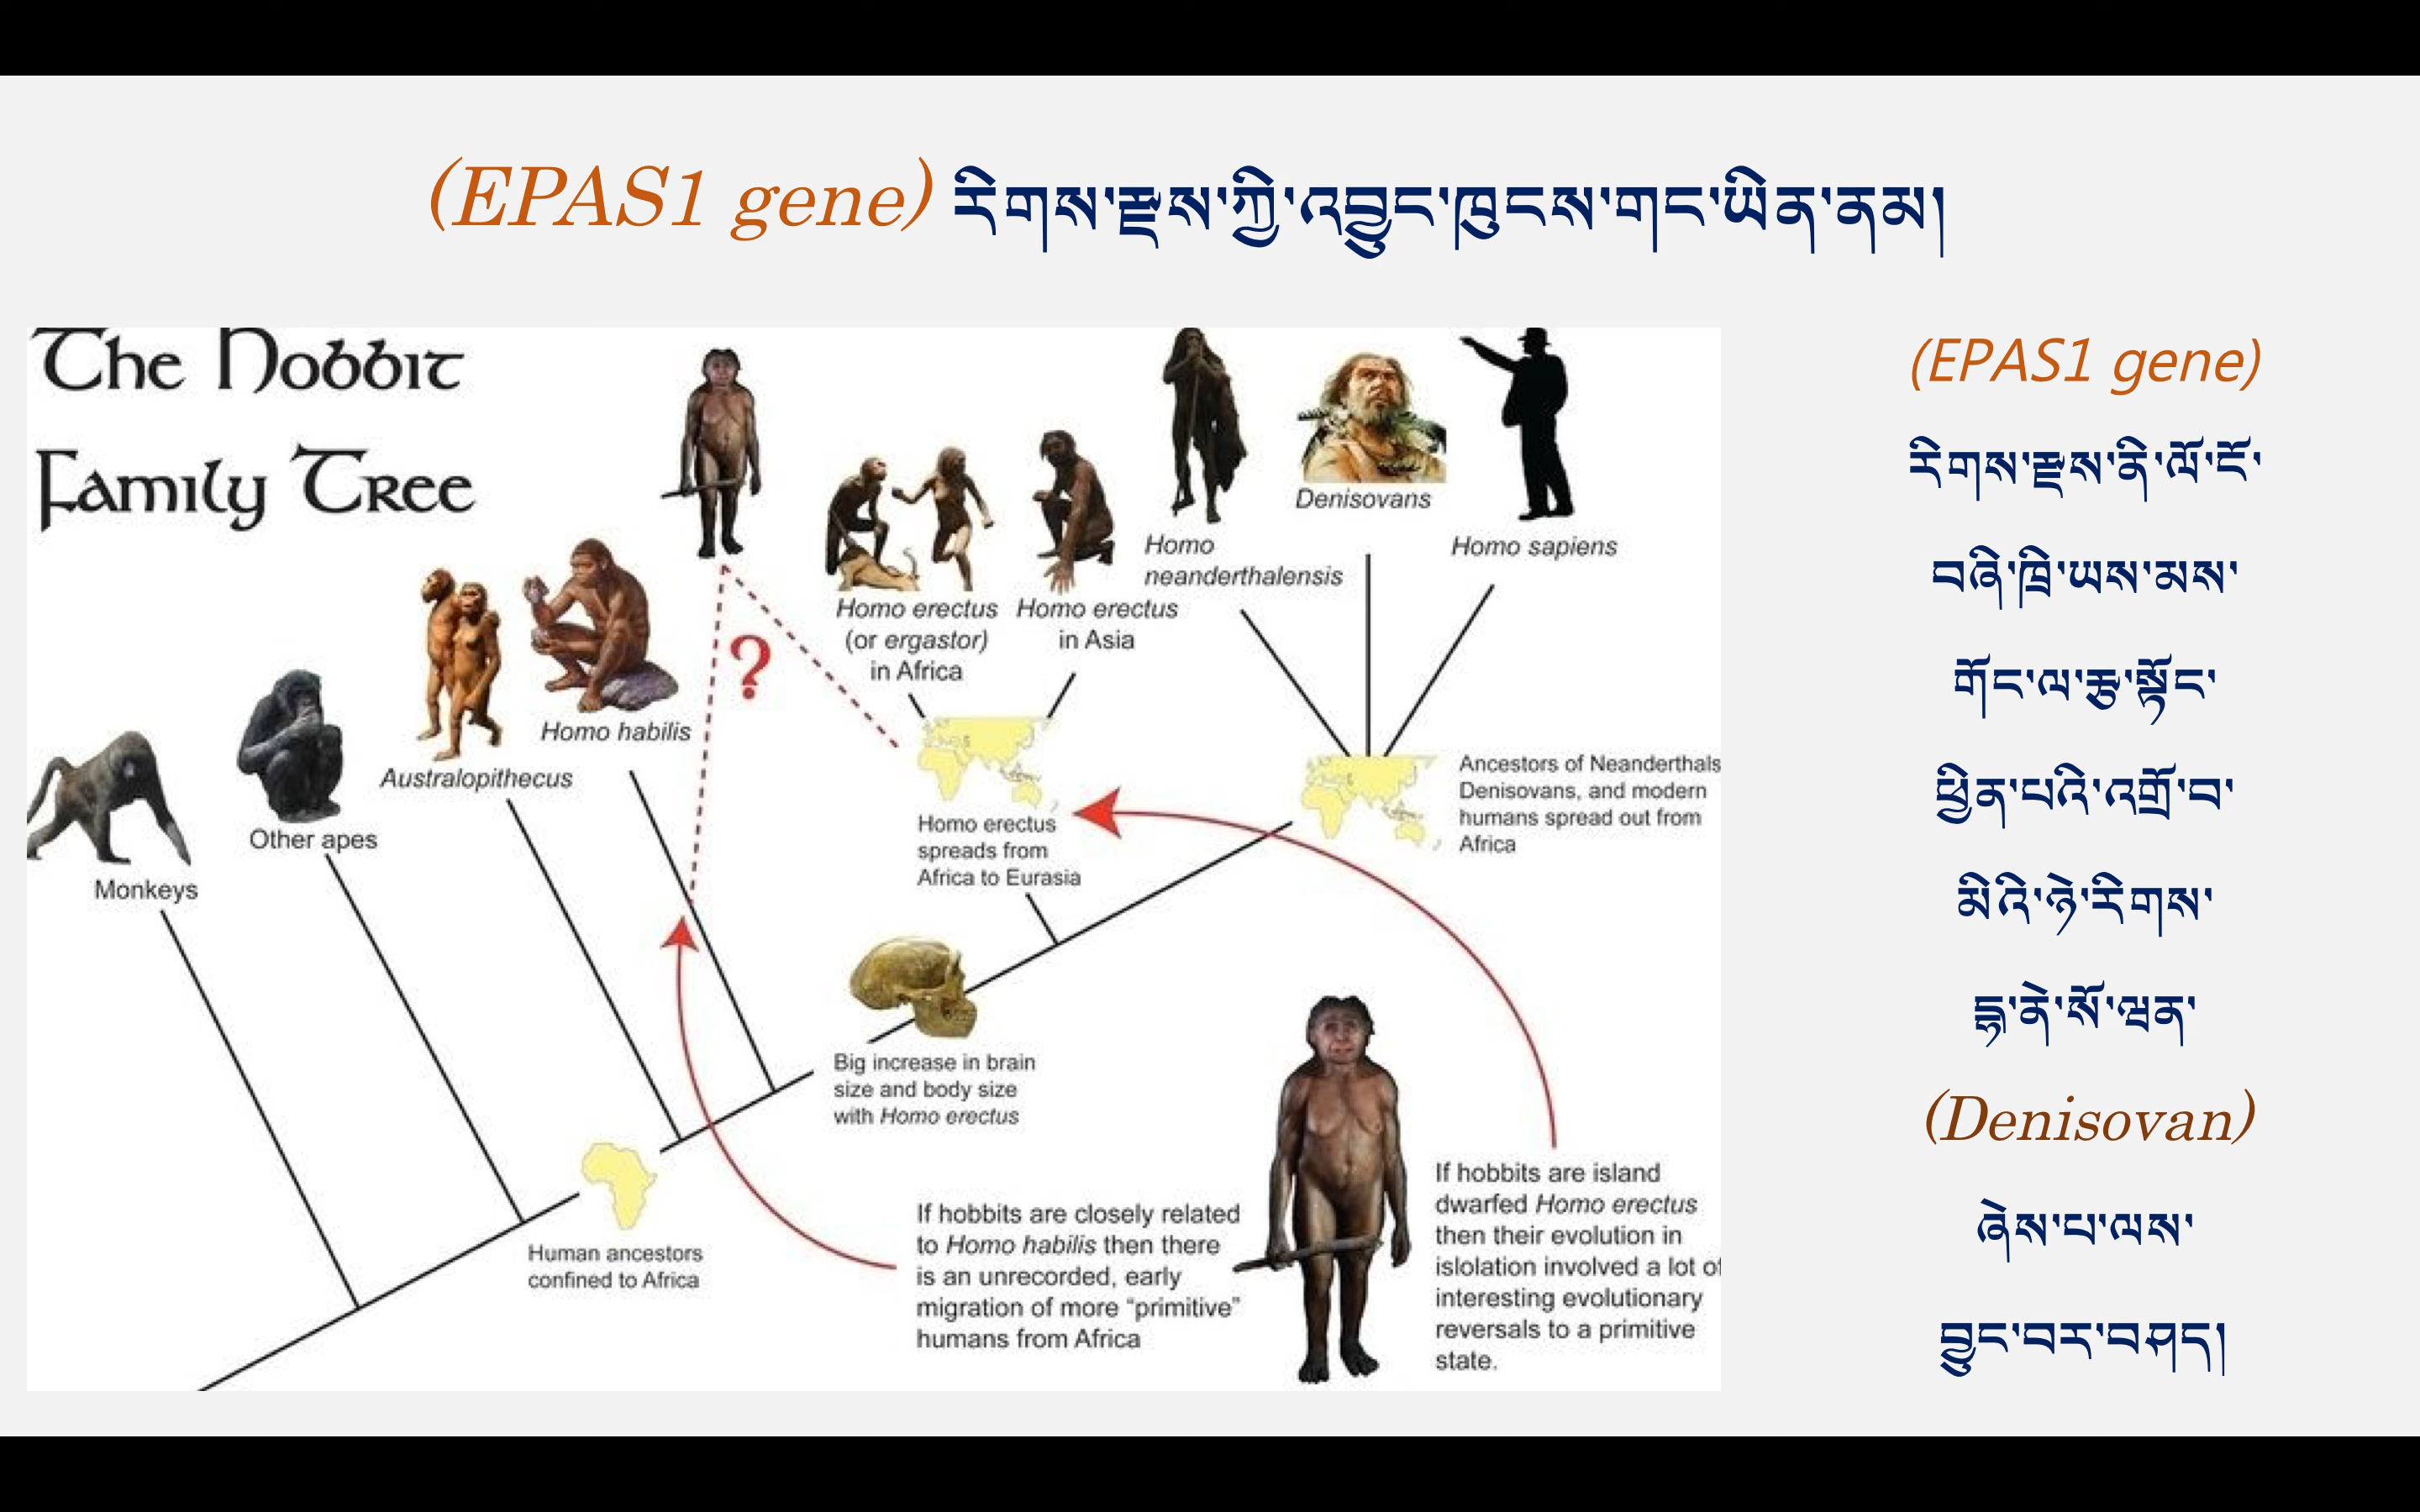 (EPAS1 gene) རིགས་རྫས་ཀྱི་འབྱུང་ཁུངས་གང་ཡིན་ནམ།
The Hobbit
Family Tree
Monkeys
Other apes
Australopithecus
Homo habilis
?
Homo erectus
(or ergastor)
in Africa
Homo erectus
in Asia
Homo
neanderthalensis
Denisovans
Homo sapiens
Homo erectus
spreads from
Africa to Eurasia
Ancestors of Neanderthals
Denisovans, and modern
humans spread out from
Africa
Big increase in brain
size and body size
with Homo erectus
Human ancestors
confined to Africa
If hobbits are closely related
to Homo habilis then there
is an unrecorded, early
migration of more “primitive”
humans from Africa
If hobbits are island
dwarfed Homo erectus
then their evolution in
islolation involved a lot of
interesting evolutionary
reversals to a primitive
state.
(EPAS1 gene)
རིགས་རྫས་ནི་ལོ་ངོ་
བཞི་ཁྲི་ཡས་མས་
གོང་ལ་རྩ་སྟོང་
ཕྱིན་པའི་འགྲོ་བ་
མིའི་ཉེ་རིགས་
ཌྷ་ནེ་སོ་ཝན་
(Denisovan)
ཞེས་པ་ལས་
བྱུང་བར་བཤད།